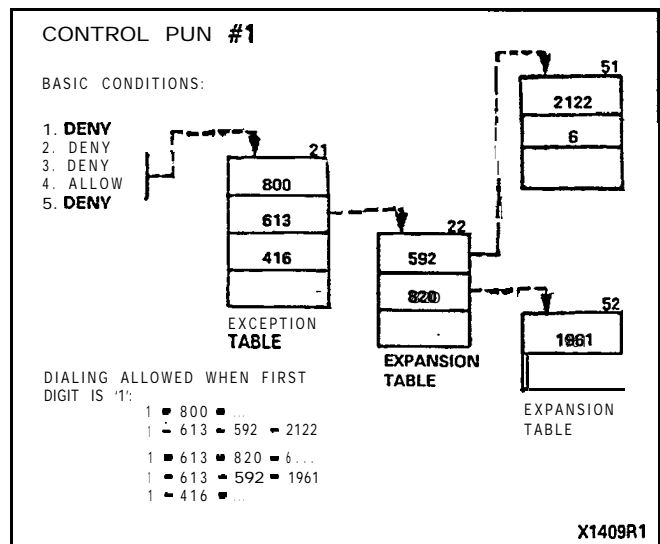 CONTROL PUN #1
BASIC CONDITIONS:
1. DENY
2. DENY
3. DENY
4. ALLOW
5. DENY
21
800
613
416
EXCEPTION
TABLE
22
592
820
EXPANSION
TABLE
51
2122
6
52
1961
EXPANSION
TABLE
DIALING ALLOWED WHEN FIRST
DIGIT IS '1':
1 - 800 - ...
1 - 613 - 592 - 2122
1 - 613 - 820 - 6...
1 - 613 - 592 - 1961
1 - 416 - ...
X1409R1